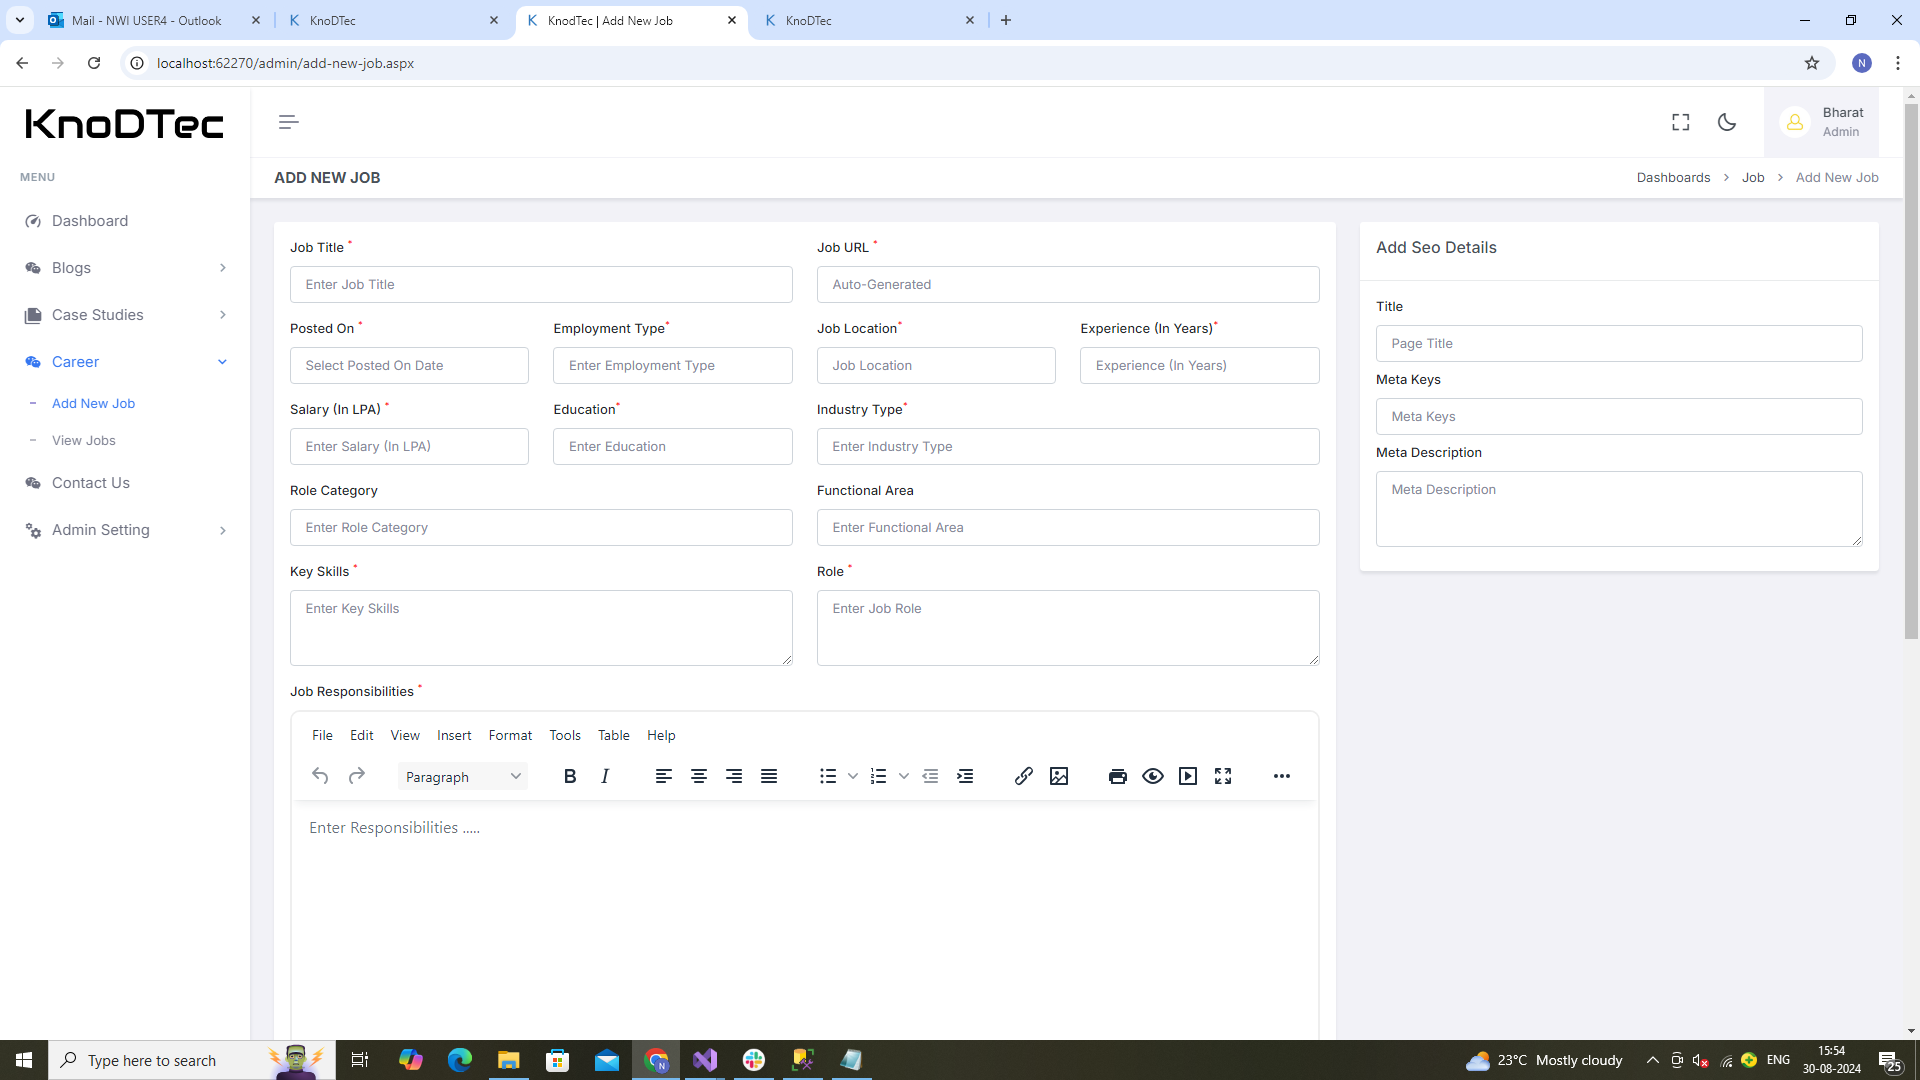 Mail - NWI USER4 - Outlook
KnoDTec
KnodTec | Add New Job
KnoDTec
localhost:62270/admin/add-new-job.aspx
N
KnoDTec
Bharat
Admin
MENU
ADD NEW JOB
Dashboards > Job > Add New Job
Dashboard
Blogs
Case Studies
Career
- Add New Job
- View Jobs
Contact Us
Admin Setting
Job Title *
Job URL *
Enter Job Title
Auto-Generated
Posted On *
Employment Type*
Job Location*
Experience (In Years)*
Select Posted On Date
Enter Employment Type
Job Location
Experience (In Years)
Salary (In LPA) *
Education*
Industry Type*
Enter Salary (In LPA)
Enter Education
Enter Industry Type
Role Category
Functional Area
Enter Role Category
Enter Functional Area
Key Skills *
Role *
Enter Key Skills
Enter Job Role
Job Responsibilities *
File Edit View Insert Format Tools Table Help
Paragraph
B I
Enter Responsibilities .....
Add Seo Details
Title
Page Title
Meta Keys
Meta Keys
Meta Description
Meta Description
Type here to search
N
23°C Mostly cloudy
ENG
15:54
30-08-2024
25